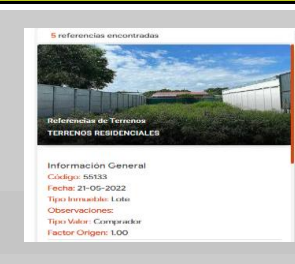 5 referencias encontradas
Referencias de Terrenos
TERRENOS RESIDENCIALES
Información General
Código: 55133
Fecha: 21-05-2022
Tipo Inmueble: Lote
Observaciones:
Tipo Valor: Comprador
Factor Origen: 1.00